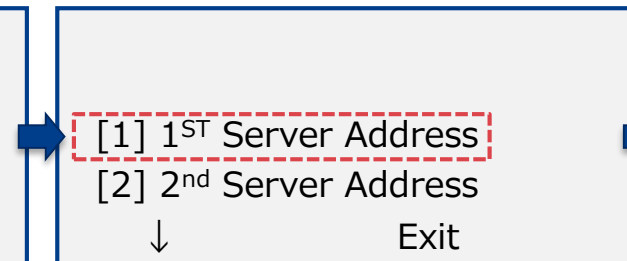 [1] 1ST Server Address
[2] 2nd Server Address
↓ Exit